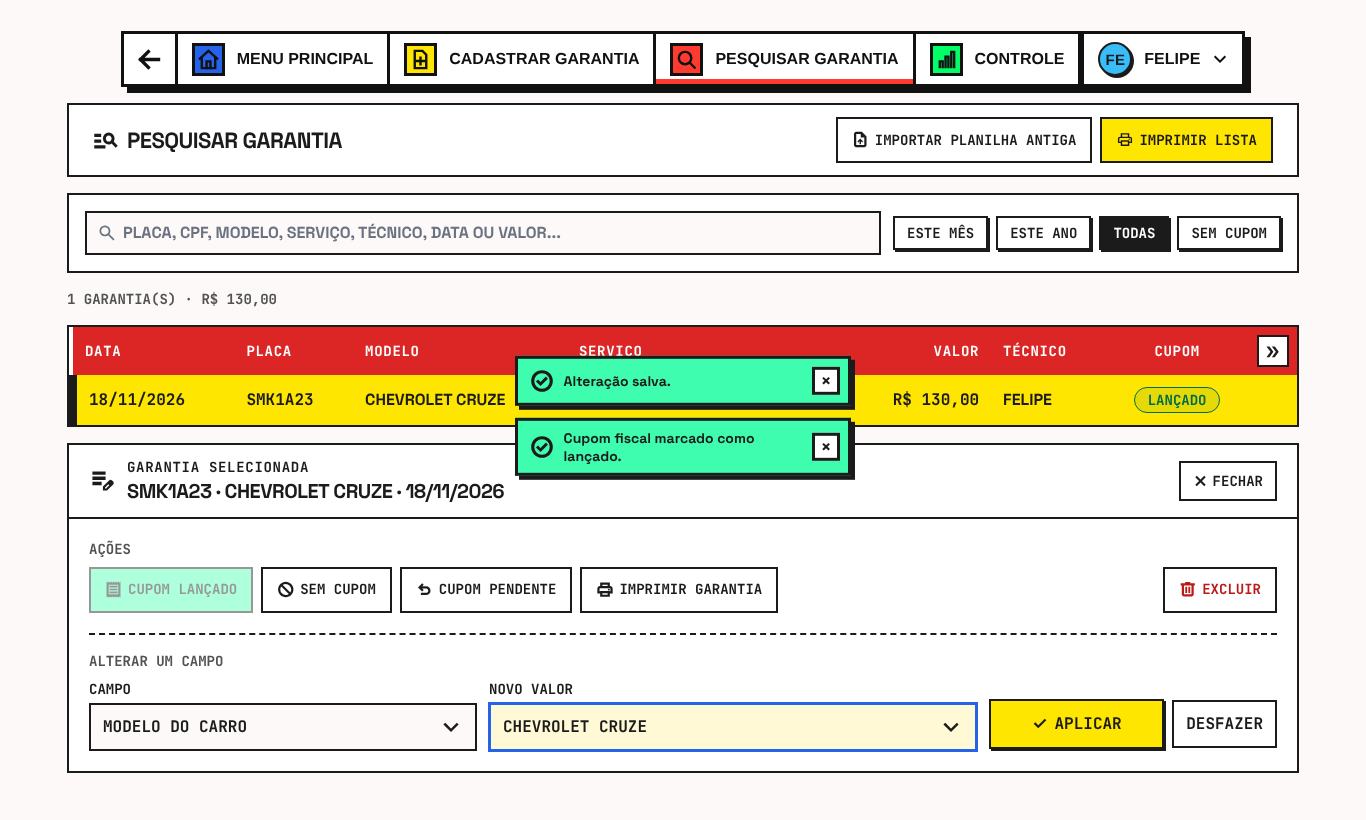 MENU PRINCIPAL
CADASTRAR GARANTIA
PESQUISAR GARANTIA
CONTROLE
FE FELIPE
PESQUISAR GARANTIA
IMPORTAR PLANILHA ANTIGA
IMPRIMIR LISTA
PLACA, CPF, MODELO, SERVIÇO, TÉCNICO, DATA OU VALOR...
ESTE MÊS
ESTE ANO
TODAS
SEM CUPOM
1 GARANTIA(S) · R$ 130,00
DATA PLACA MODELO SERVIÇO VALOR TÉCNICO CUPOM
18/11/2026 SMK1A23 CHEVROLET CRUZE R$ 130,00 FELIPE LANÇADO
Alteração salva.
Cupom fiscal marcado como
lançado.
GARANTIA SELECIONADA
SMK1A23 · CHEVROLET CRUZE · 18/11/2026
FECHAR
AÇÕES
CUPOM LANÇADO
SEM CUPOM
CUPOM PENDENTE
IMPRIMIR GARANTIA
EXCLUIR
ALTERAR UM CAMPO
CAMPO
NOVO VALOR
MODELO DO CARRO
CHEVROLET CRUZE
APLICAR
DESFAZER